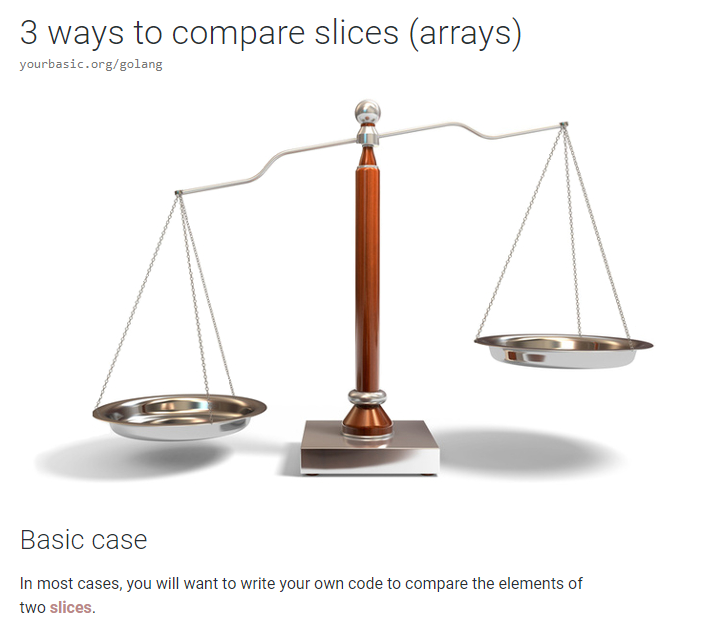 3 ways to compare slices (arrays)
yourbasic.org/golang
Basic case
In most cases, you will want to write your own code to compare the elements of
two slices.